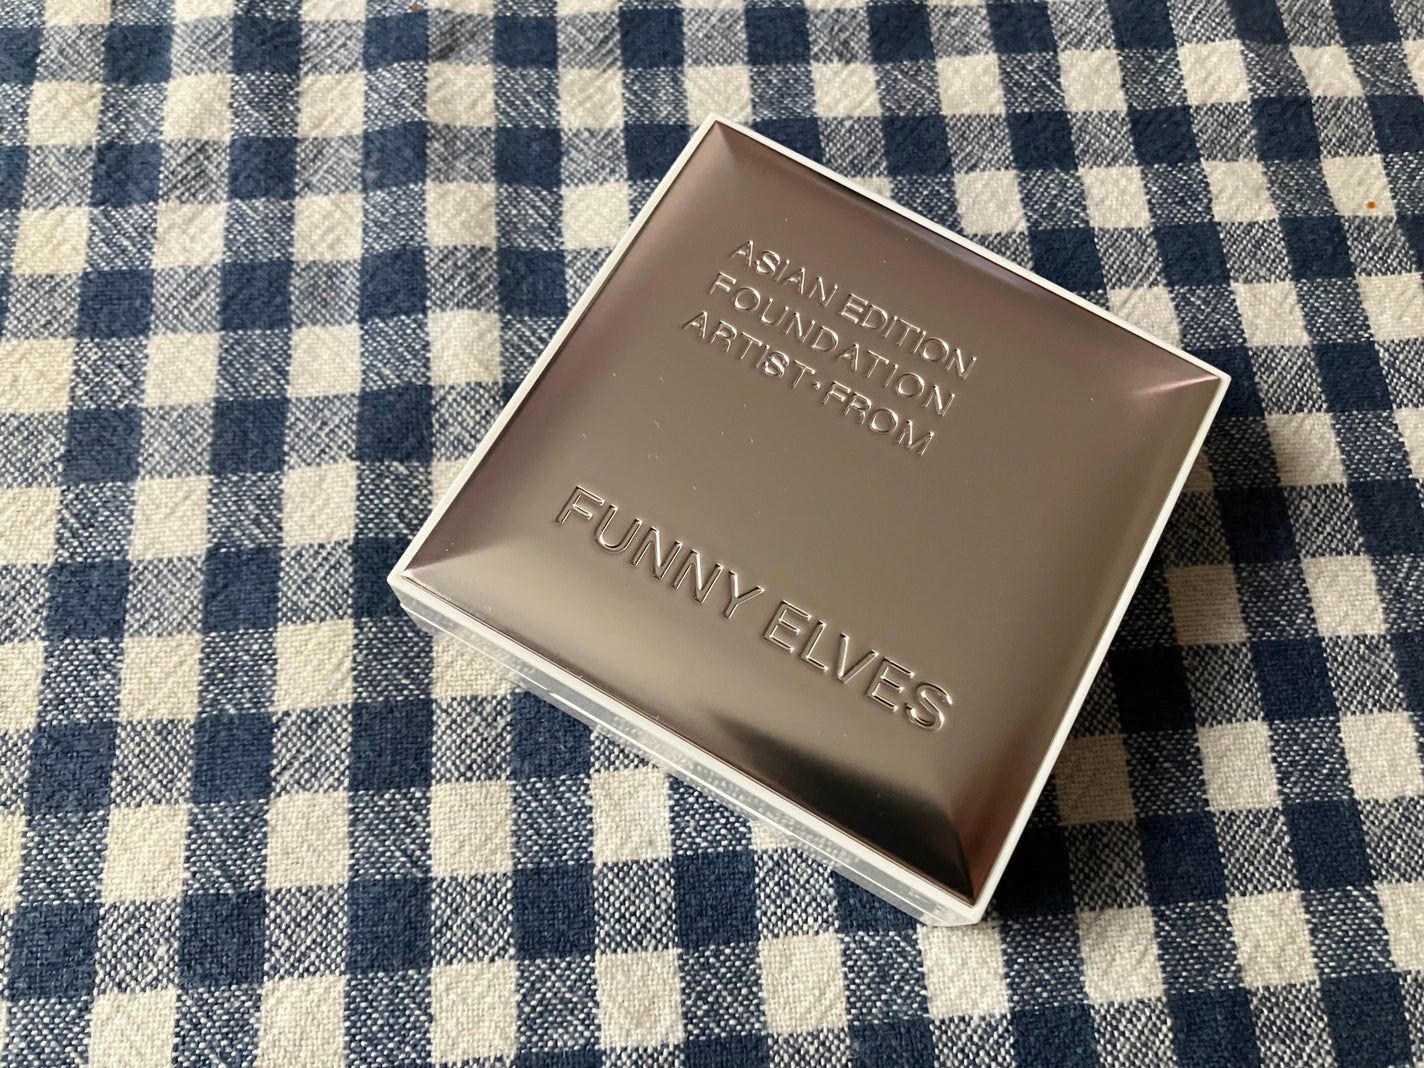 ASIAN EDITION
FOUNDATION
ARTIST·FROM
FUNNY ELVES